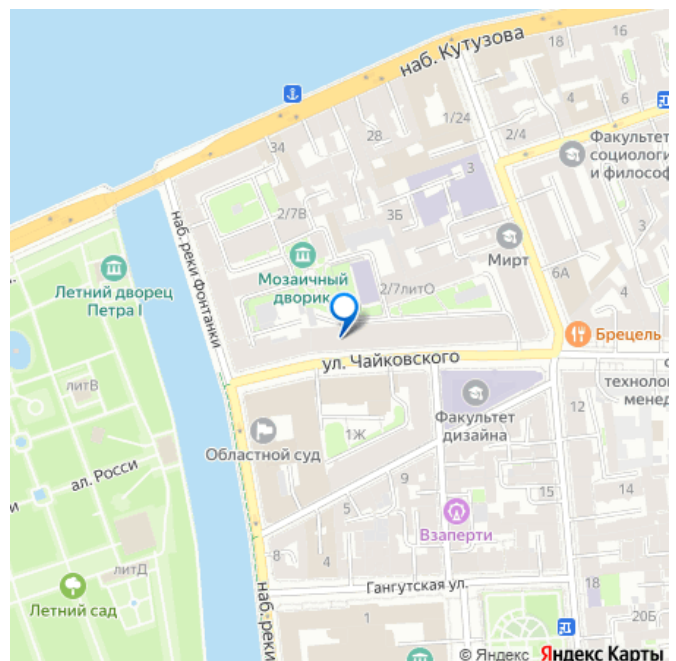 наб. Кутузова
18
16
4
6
1/24
2/4
28
34
Факультет
социологи
и филосо
3
2/7В
3Б
наб. реки Фонтанки
Мирт
Мозаичный
дворик
2/7литО
6А
4
Летний дворец
Петра I
Брецель
ул. Чайковского
литВ
техноло
менед
Факультет
дизайна
12
1Ж
Областной суд
ал. Росси
и
9
15
14
5
Взаперти
8
4
литД
Гангутская ул.
18
20Б
Летний сад
наб. реки
1
© Яндекс Яндекс Карты